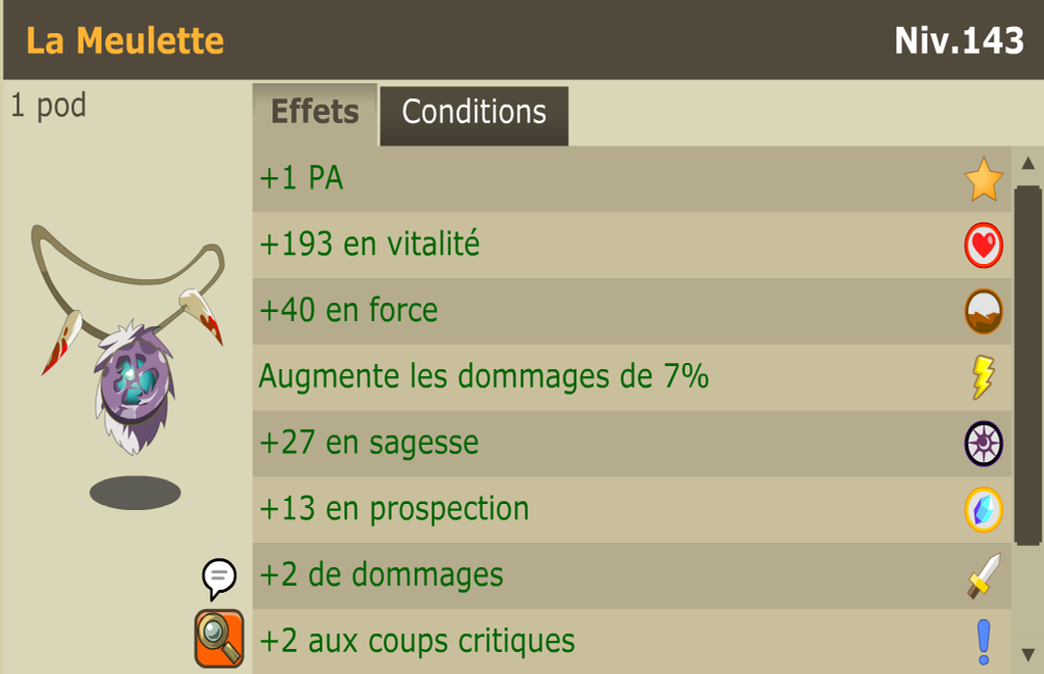 La Meulette
Niv.143
1 pod
Effets
Conditions
+1 PA
+193 en vitalité
+40 en force
Augmente les dommages de 7%
+27 en sagesse
+13 en prospection
+2 de dommages
+2 aux coups critiques